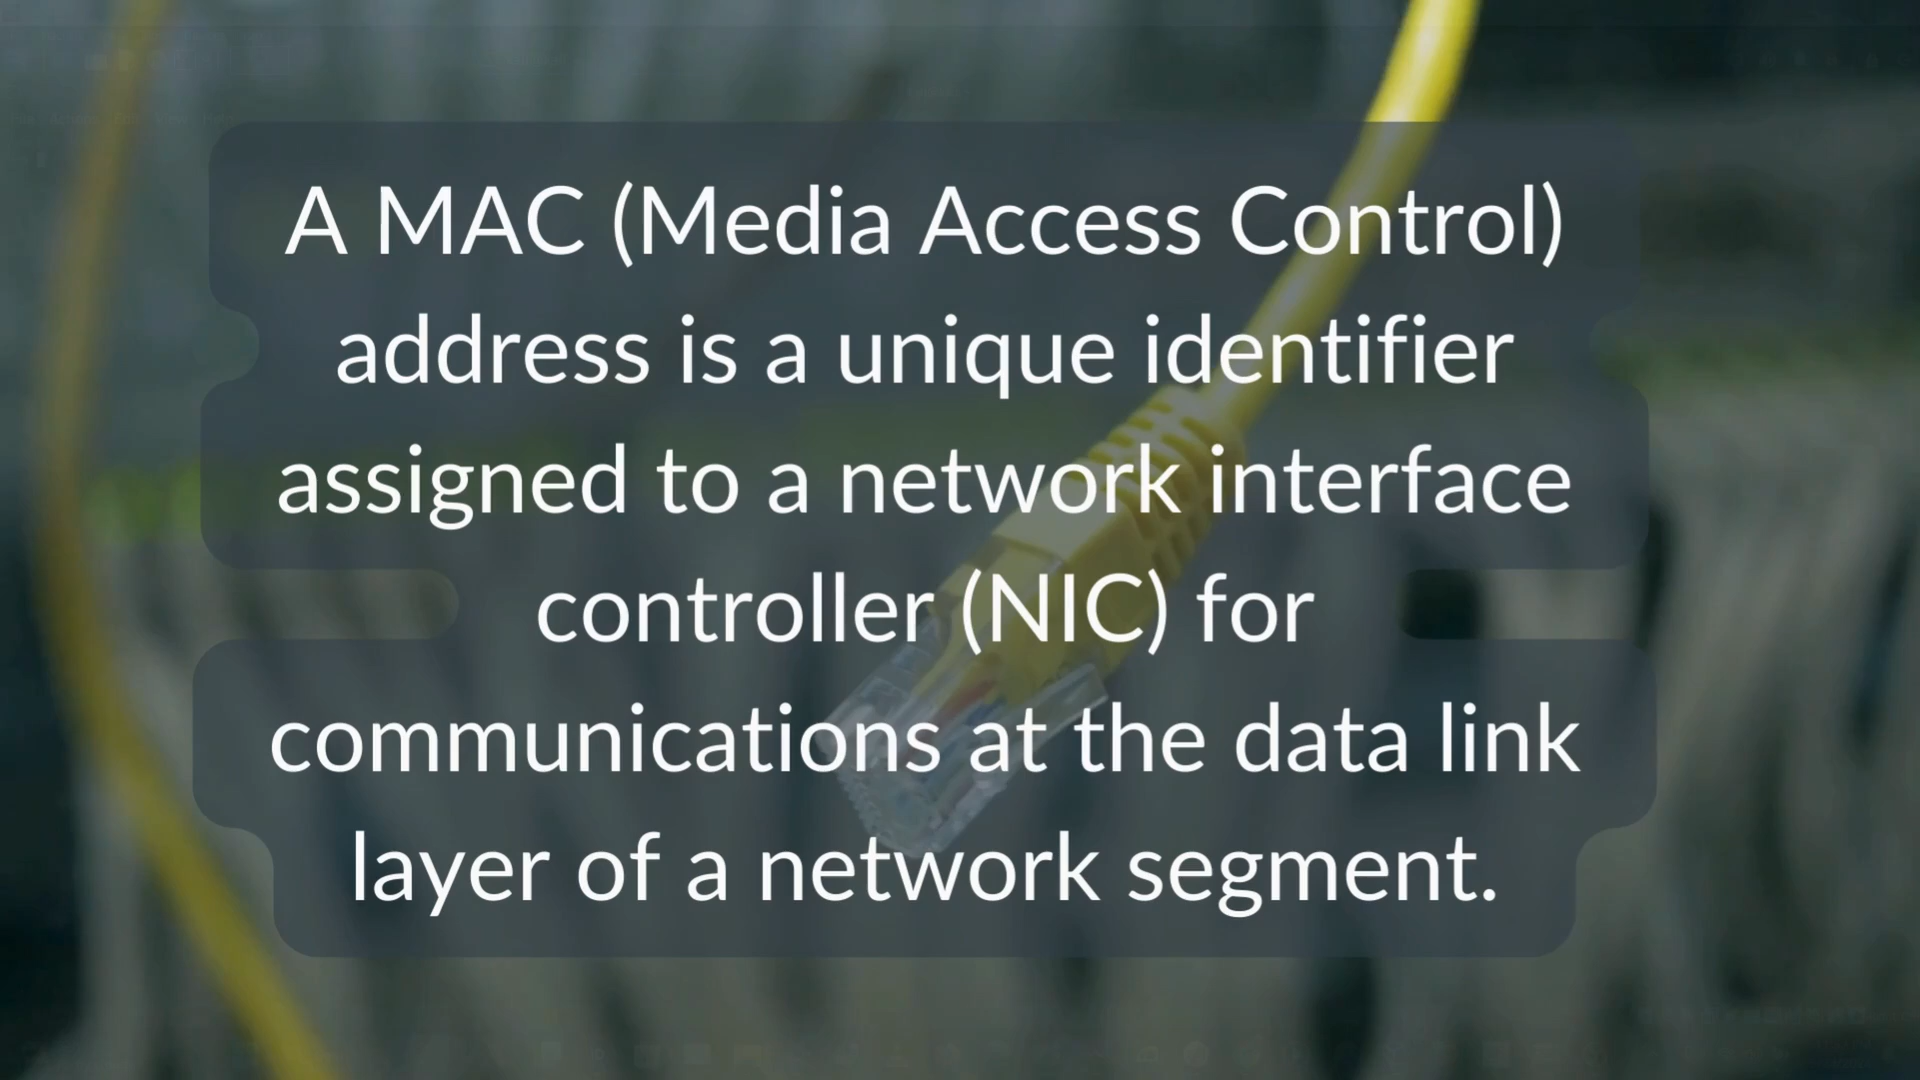 A MAC (Media Access Control)
address is a unique identifier
assigned to a network interface
controller (NIC) for
communications at the data link
layer of a network segment.